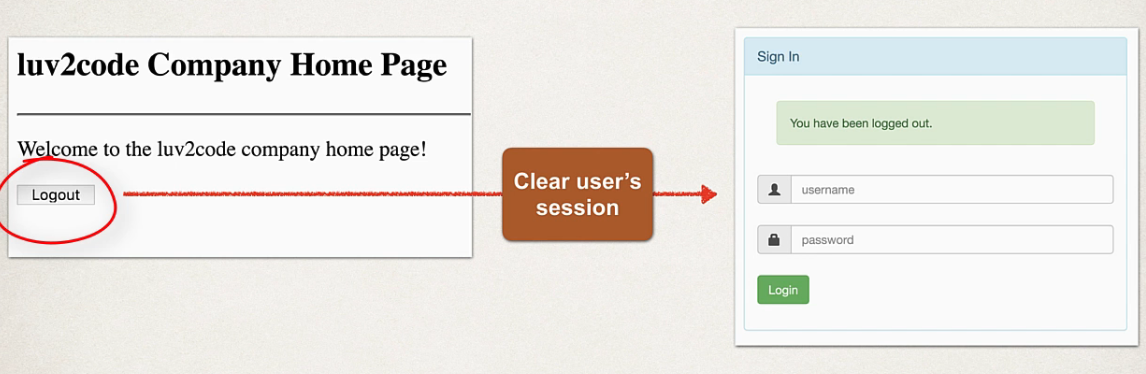 luv2code Company Home Page
Welcome to the luv2code company home page!
Logout
Clear user's
session
Sign In
You have been logged out.
username
password
Login